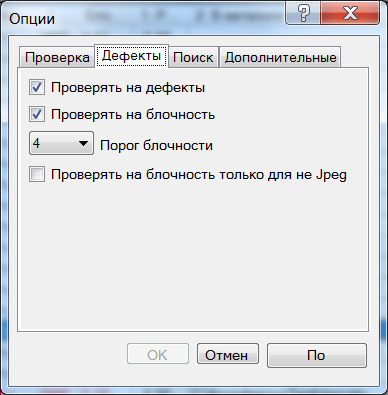 Опции
Проверка Дефекты Поиск Дополнительные
Проверять на дефекты
Проверять на блочность
4 Порог блочности
Проверять на блочность только для не Jpeg
OK Отмен По